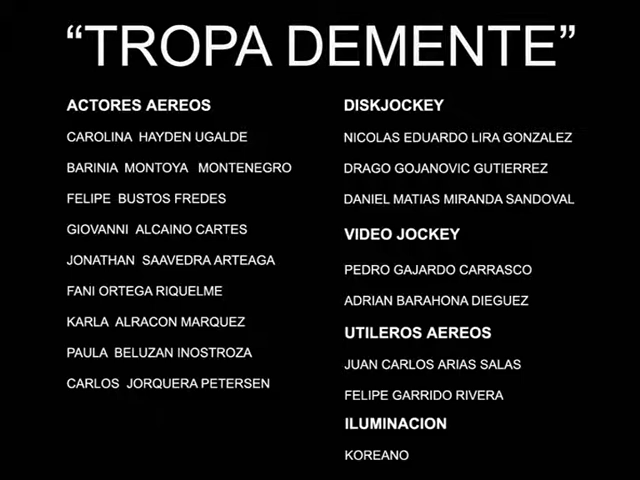 “TROPA DEMENTE”
ACTORES AEREOS
CAROLINA HAYDEN UGALDE
BARINIA MONTOYA MONTENEGRO
FELIPE BUSTOS FREDES
GIOVANNI ALCAINO CARTES
JONATHAN SAAVEDRA ARTEAGA
FANI ORTEGA RIQUELME
KARLA ALRACON MARQUEZ
PAULA BELUZAN INOSTROZA
CARLOS JORQUERA PETERSEN
DISKJOCKEY
NICOLAS EDUARDO LIRA GONZALEZ
DRAGO GOJANOVIC GUTIERREZ
DANIEL MATIAS MIRANDA SANDOVAL
VIDEO JOCKEY
PEDRO GAJARDO CARRASCO
ADRIAN BARAHONA DIEGUEZ
UTILEROS AEREOS
JUAN CARLOS ARIAS SALAS
FELIPE GARRIDO RIVERA
ILUMINACION
KOREANO